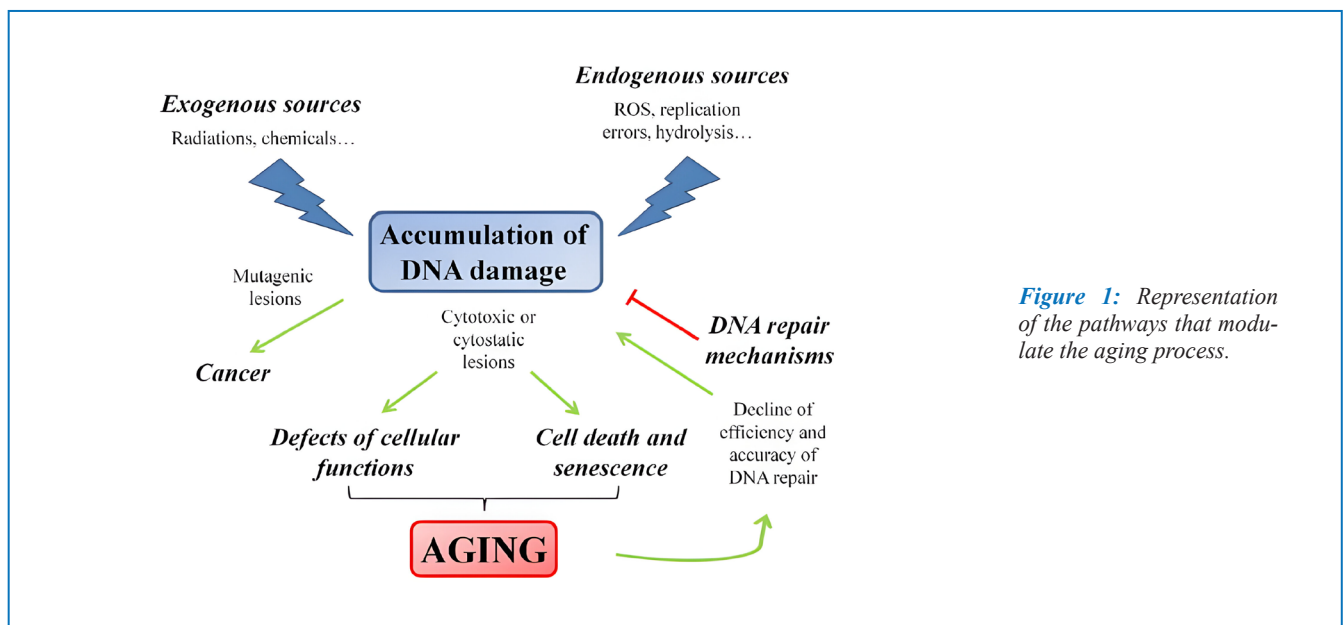 Exogenous sources
Radiations, chemicals…
Endogenous sources
ROS, replication
errors, hydrolysis…
Accumulation of
DNA damage
Mutagenic
lesions
Cancer
Cytotoxic or
cytostatic
lesions
DNA repair
mechanisms
Defects of cellular
functions
Cell death and
senescence
Decline of
efficiency and
accuracy of
DNA repair
AGING
Figure 1: Representation
of the pathways that modu-
late the aging process.